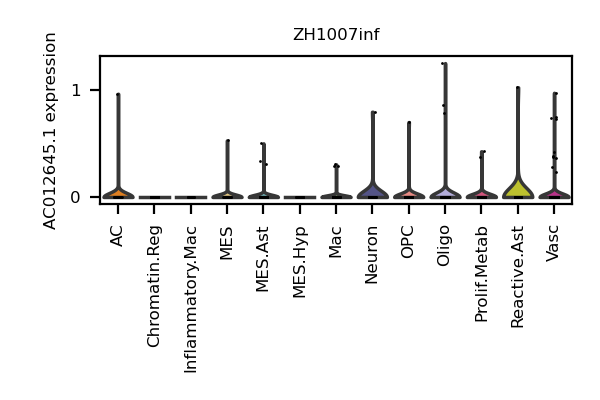 ZH1007inf
AC012645.1 expression
1
0
AC
Chromatin.Reg
Inflammatory.Mac
MES
MES.Ast
MES.Hyp
Mac
Neuron
OPC
Oligo
Prolif.Metab
Reactive.Ast
Vasc